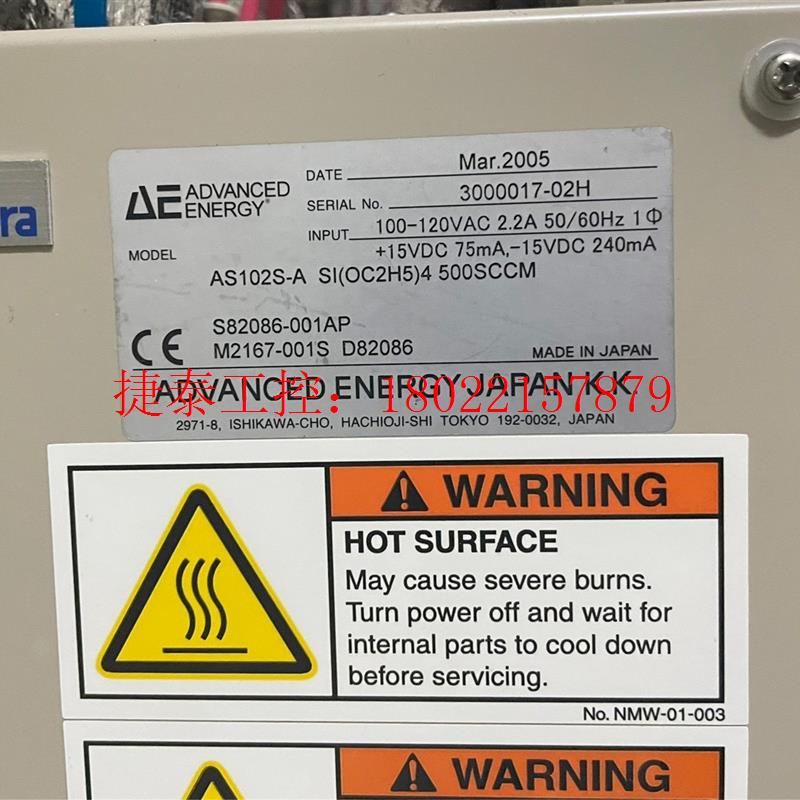 ra
AE ADVANCED ENERGY®
DATE Mar.2005
SERIAL No. 3000017-02H
INPUT 100-120VAC 2.2A 50/60Hz 1Φ
+15VDC 75mA,-15VDC 240mA
MODEL
AS102S-A SI(OC2H5)4 500SCCM
S82086-001AP
CE M2167-001S D82086
MADE IN JAPAN
ADVANCED ENERGY JAPAN K.K
捷泰工控：18022157879
2971-8, ISHIKAWA-CHO, HACHIOJI-SHI TOKYO 192-0032, JAPAN
WARNING
HOT SURFACE
May cause severe burns.
Turn power off and wait for
internal parts to cool down
before servicing.
No. NMW-01-003
WARNING